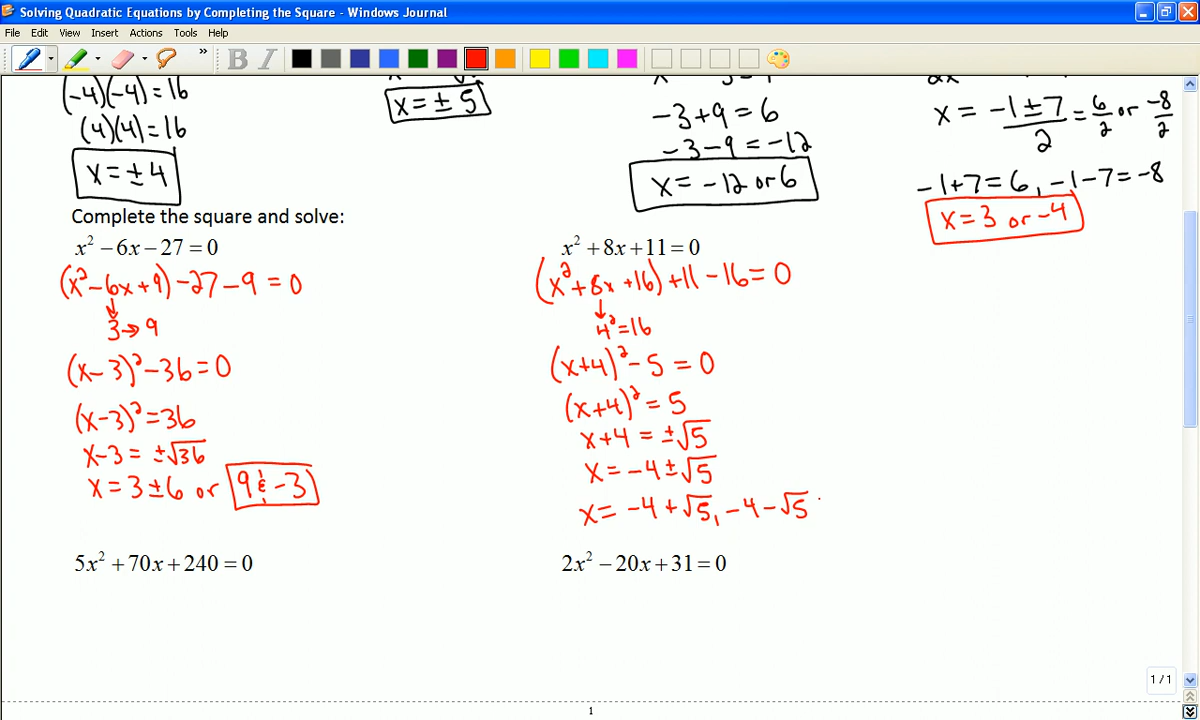 Solving Quadratic Equations by Completing the Square - Windows Journal
File Edit View Insert Actions Tools Help
B I
(-4)(-4) = 16
(4)(4) = 16
x = ± 4
x = ± 5
-3+9 = 6
-3-9 = -12
x = -12 or 6
x = -1 ± 7 / 2 = 6/2 or -8/2
-1+7 = 6, -1-7 = -8
x = 3 or -4
Complete the square and solve:
x² - 6x - 27 = 0
(x² - 6x + 9) - 27 - 9 = 0
3 → 9
(x-3)² - 36 = 0
(x-3)² = 36
x-3 = ±√36
x = 3 ± 6 or 9 & -3
x² + 8x + 11 = 0
(x² + 8x + 16) + 11 - 16 = 0
4² = 16
(x+4)² - 5 = 0
(x+4)² = 5
x+4 = ±√5
x = -4 ± √5
x = -4 + √5, -4 - √5
5x² + 70x + 240 = 0
2x² - 20x + 31 = 0
1 / 1
1